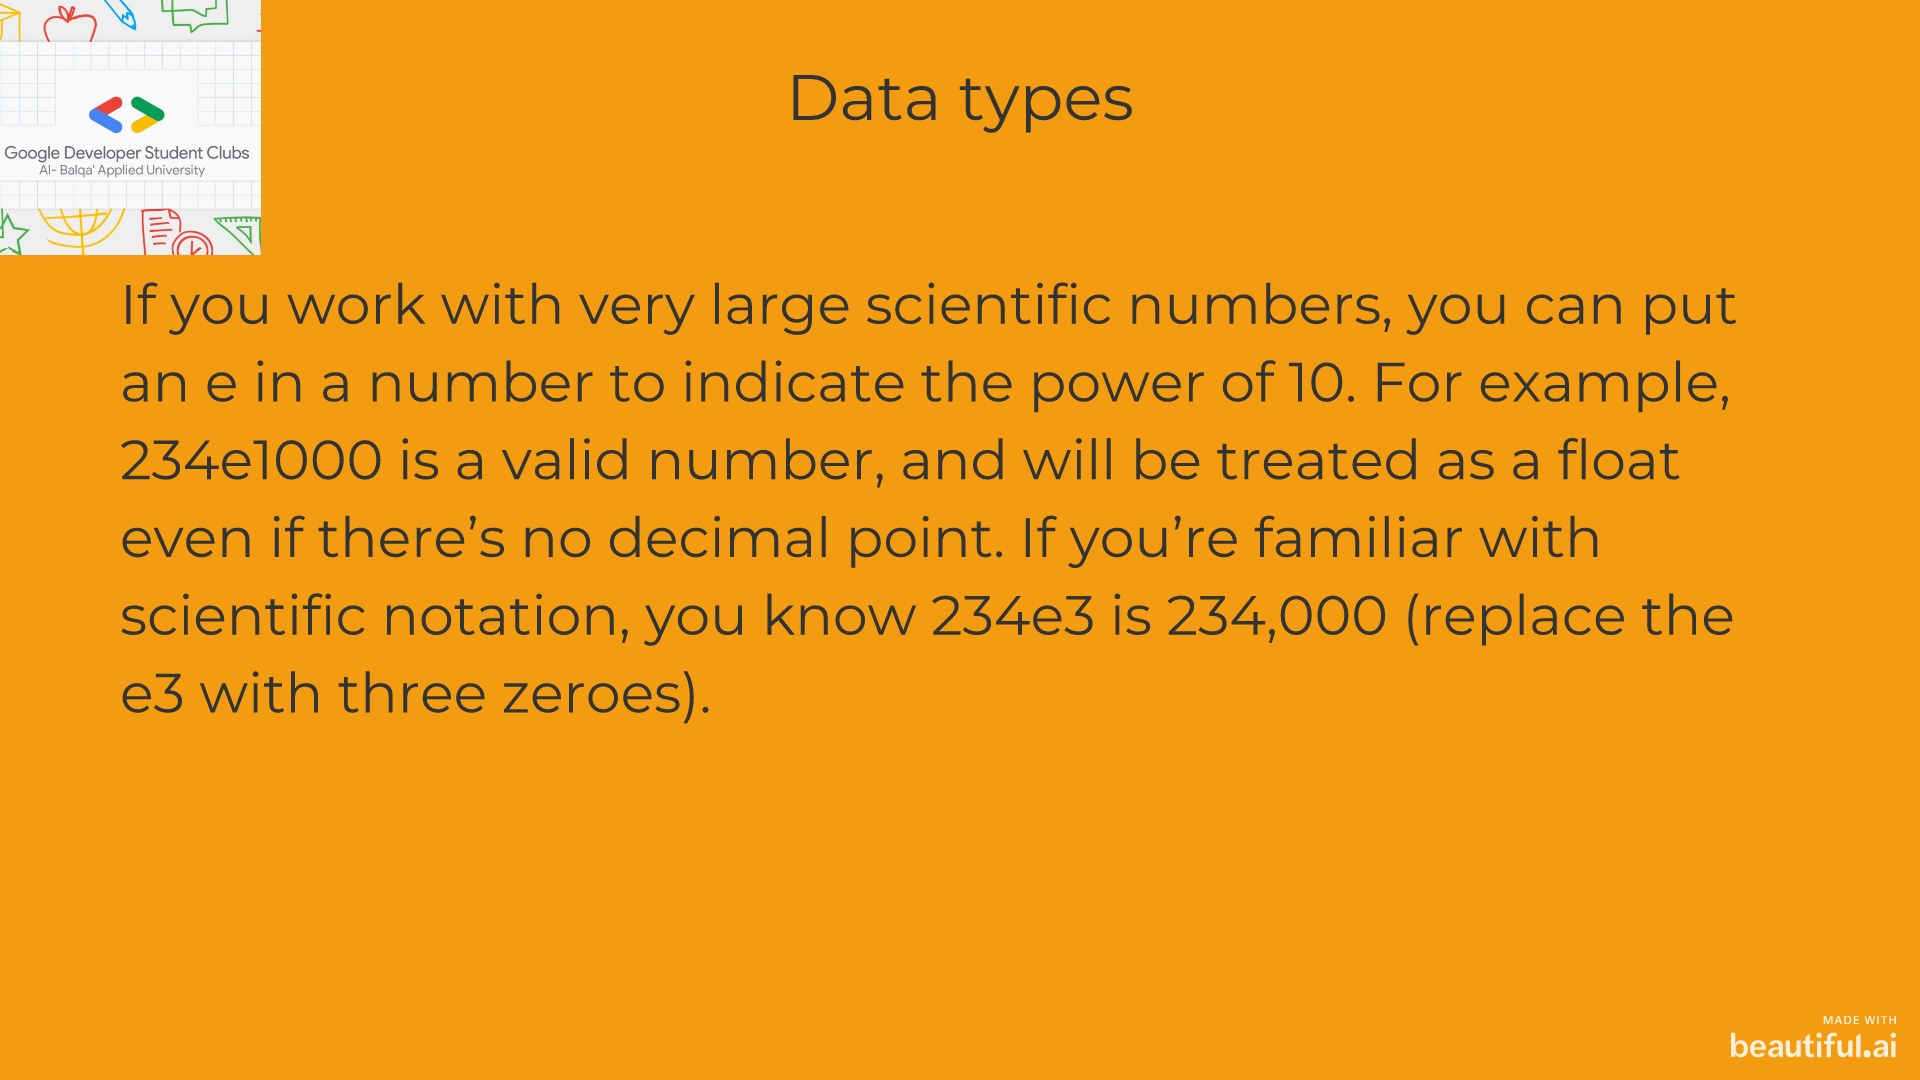 Google Developer Student Clubs
Al- Balqa' Applied University
Data types
If you work with very large scientific numbers, you can put
an e in a number to indicate the power of 10. For example,
234e1000 is a valid number, and will be treated as a float
even if there’s no decimal point. If you’re familiar with
scientific notation, you know 234e3 is 234,000 (replace the
e3 with three zeroes).
MADE WITH
beautiful.ai